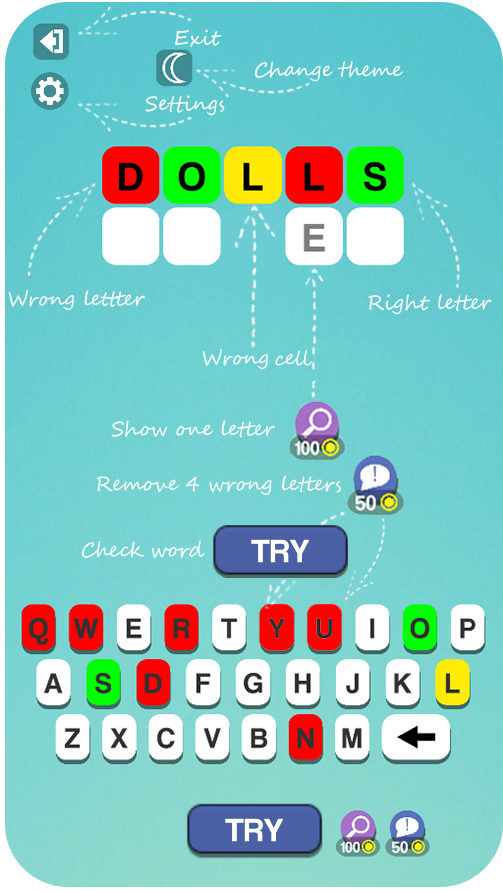 Exit
Change theme
Settings
D O L L S
E
Wrong lettter
Right letter
Wrong cell
Show one letter
100
Remove 4 wrong letters
50
Check word
TRY
Q W E R T Y U I O P
A S D F G H J K L
Z X C V B N M
TRY
100
50